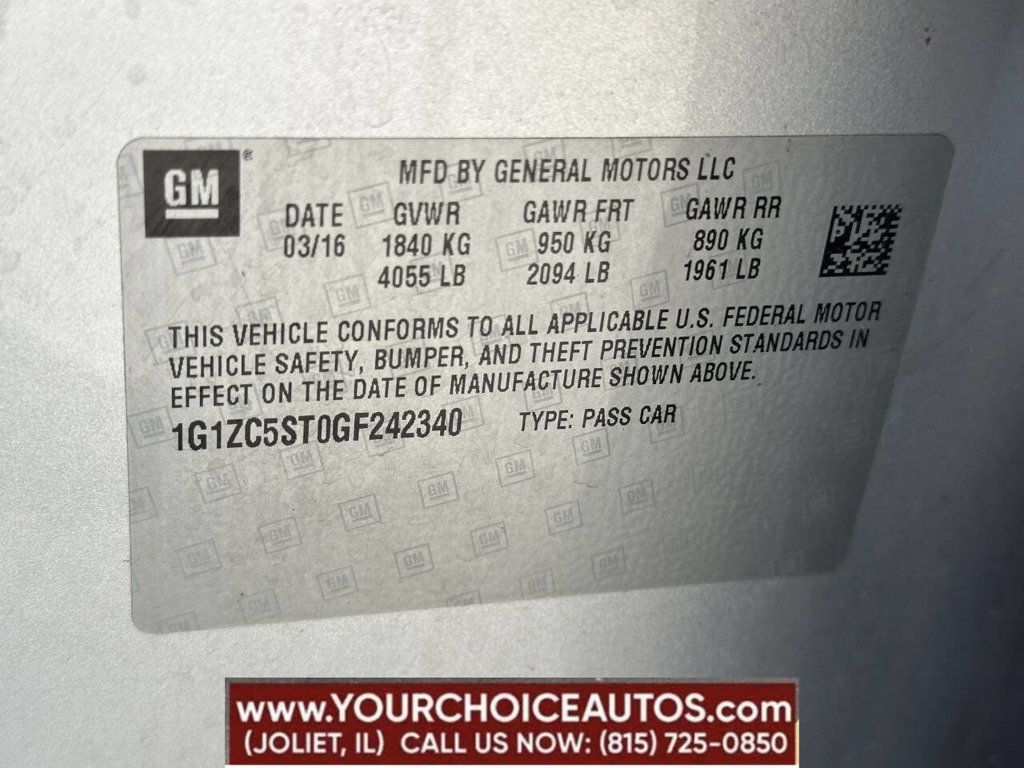 GM ®
MFD BY GENERAL MOTORS LLC
DATE GVWR GAWR FRT GAWR RR
03/16 1840 KG 950 KG 890 KG
4055 LB 2094 LB 1961 LB
THIS VEHICLE CONFORMS TO ALL APPLICABLE U.S. FEDERAL MOTOR
VEHICLE SAFETY, BUMPER, AND THEFT PREVENTION STANDARDS IN
EFFECT ON THE DATE OF MANUFACTURE SHOWN ABOVE.
1G1ZC5ST0GF242340 TYPE: PASS CAR
www.YOURCHOICEAUTOS.com
(JOLIET, IL) CALL US NOW: (815) 725-0850